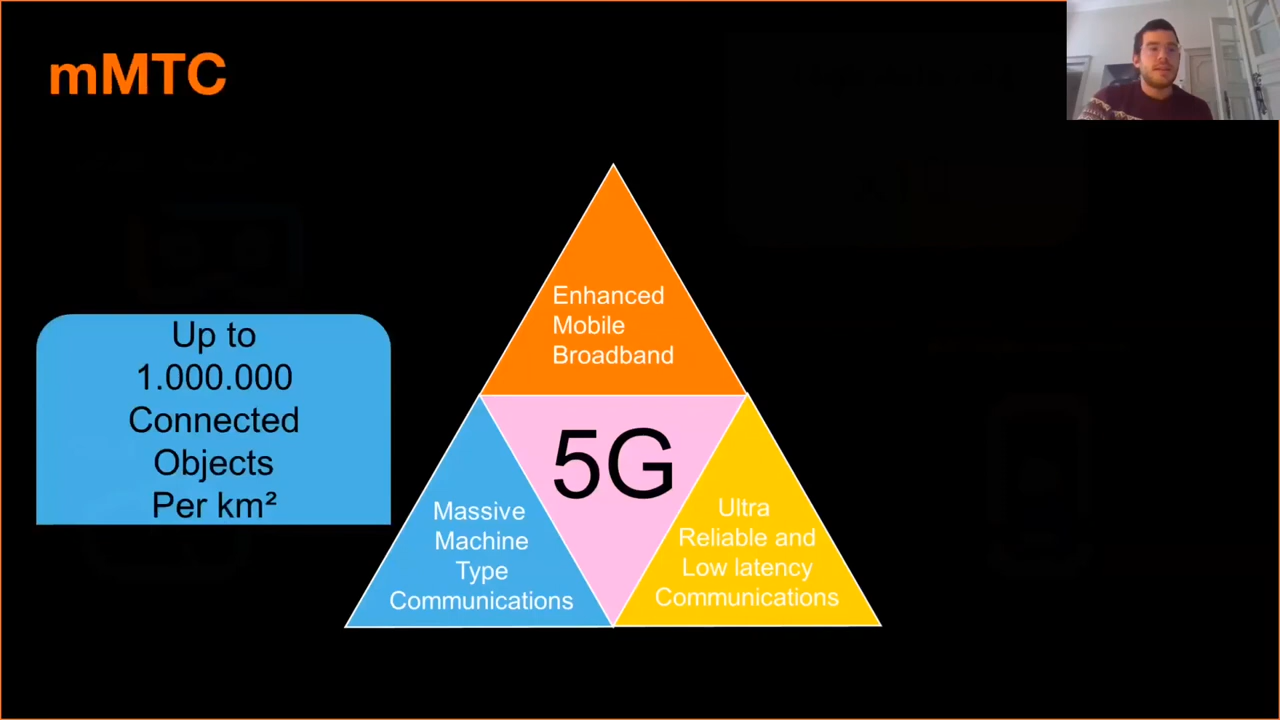 mMTC
Up to
1.000.000
Connected
Objects
Per km²
Enhanced
Mobile
Broadband
5G
Massive
Machine
Type
Communications
Ultra
Reliable and
Low latency
Communications